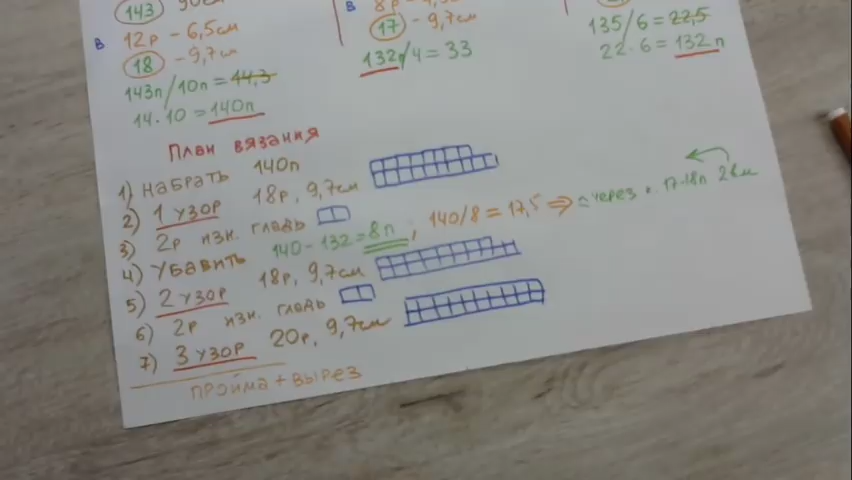 143 90см
в 12р - 6,5см
18 - 9,7см
143п/10п = 14,3
14 · 10 = 140п
в 8р
17 - 9,7см
132п/4 = 33
135/6 = 22,5
22 · 6 = 132п
План вязания
1) Набрать 140п
2) 1 узор 18р, 9,7см
3) 2р изн. гладь
4) Убавить 140 - 132 = 8п ; 140/8 = 17,5 ⇒ ≈ через 17-18п 2вм
5) 2 узор 18р, 9,7см
6) 2р изн. гладь
7) 3 узор 20р, 9,7см
пройма + вырез